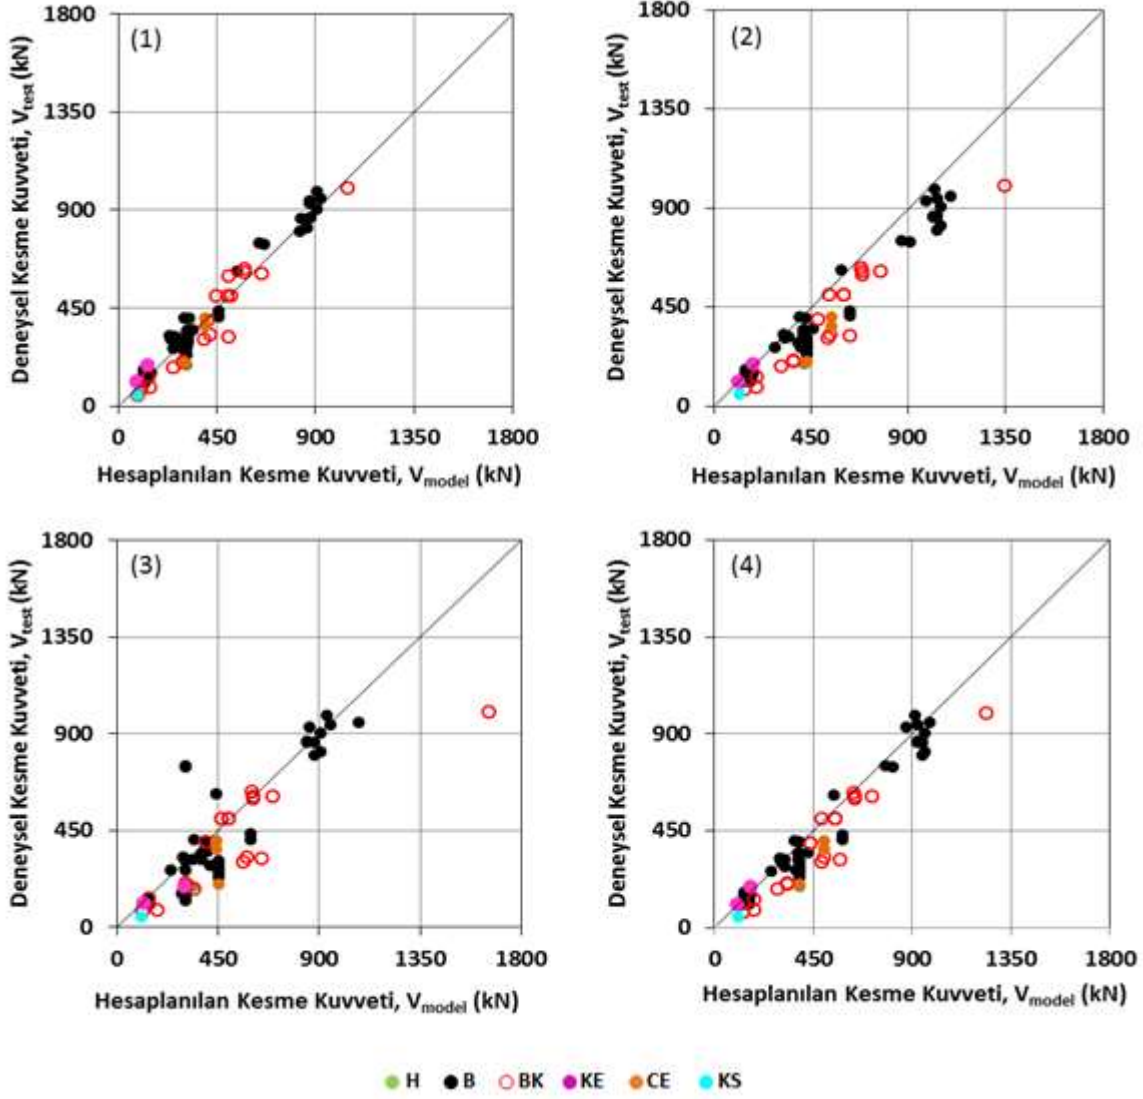 (1)
Deneysel Kesme Kuvveti, Vtest (kN)
1800
1350
900
450
0
0 450 900 1350 1800
Hesaplanılan Kesme Kuvveti, Vmodel (kN)
(2)
Deneysel Kesme Kuvveti, Vtest (kN)
1800
1350
900
450
0
0 450 900 1350 1800
Hesaplanılan Kesme Kuvveti, Vmodel (kN)
(3)
Deneysel Kesme Kuvveti, Vtest (kN)
1800
1350
900
450
0
0 450 900 1350 1800
Hesaplanılan Kesme Kuvveti, Vmodel (kN)
(4)
Deneysel Kesme Kuvveti, Vtest (kN)
1800
1350
900
450
0
0 450 900 1350 1800
Hesaplanılan Kesme Kuvveti, Vmodel (kN)
H B BK KE CE KS